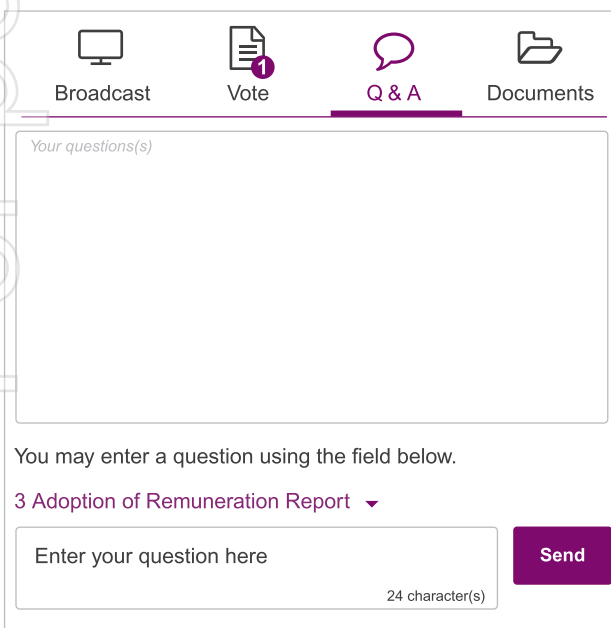 Broadcast
Vote
1
Q & A
Documents
Your questions(s)
You may enter a question using the field below.
3 Adoption of Remuneration Report
Enter your question here
24 character(s)
Send